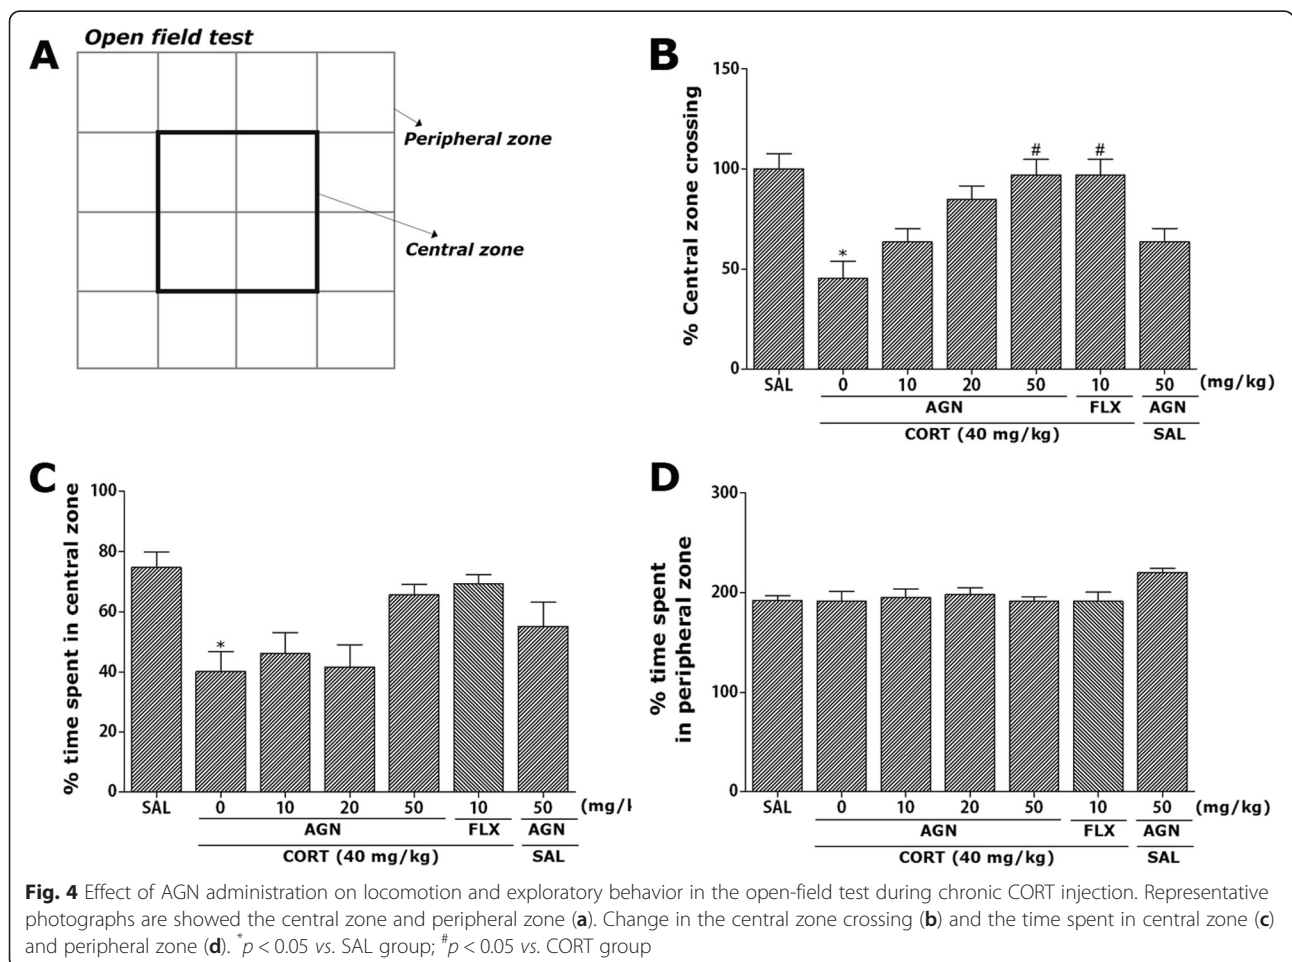 A
Open field test
Peripheral zone
Central zone
B
% Central zone crossing
150
100
50
0
*
#
#
SAL 0 10 20 50 10 50 (mg/kg)
AGN FLX AGN
CORT (40 mg/kg) SAL
C
% time spent in central zone
100
80
60
40
20
0
*
SAL 0 10 20 50 10 50 (mg/k
AGN FLX AGN
CORT (40 mg/kg) SAL
D
% time spent
in peripheral zone
300
200
100
0
SAL 0 10 20 50 10 50 (mg/kg)
AGN FLX AGN
CORT (40 mg/kg) SAL
Fig. 4 Effect of AGN administration on locomotion and exploratory behavior in the open-field test during chronic CORT injection. Representative
photographs are showed the central zone and peripheral zone (a). Change in the central zone crossing (b) and the time spent in central zone (c)
and peripheral zone (d). *p < 0.05 vs. SAL group; #p < 0.05 vs. CORT group